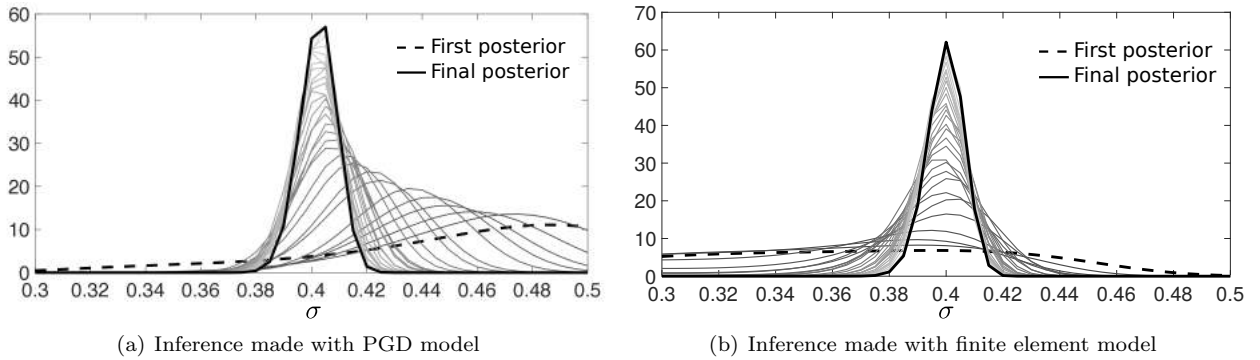 60
50
40
30
20
10
0
0.3 0.32 0.34 0.36 0.38 0.4 0.42 0.44 0.46 0.48 0.5
σ
First posterior
Final posterior
(a) Inference made with PGD model
70
60
50
40
30
20
10
0
0.3 0.32 0.34 0.36 0.38 0.4 0.42 0.44 0.46 0.48 0.5
σ
First posterior
Final posterior
(b) Inference made with finite element model